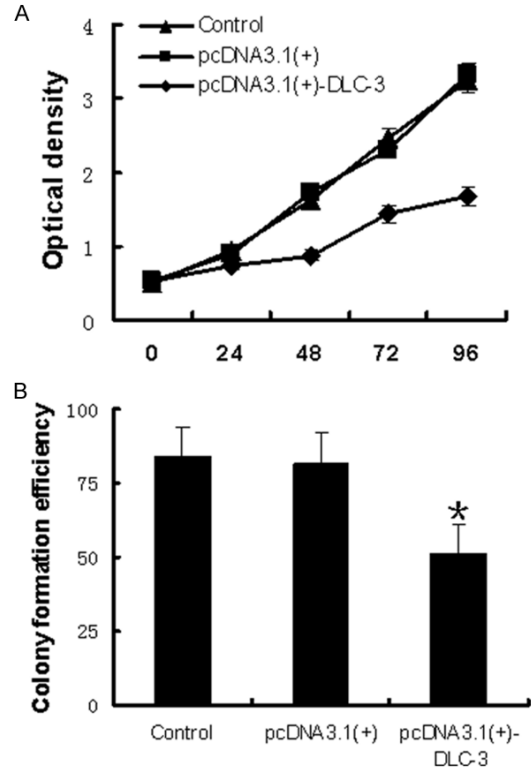 A
Control
pcDNA3.1(+)
pcDNA3.1(+)-DLC-3
Optical density
4
3
2
1
0
0 24 48 72 96
B
Colony formation efficiency
100
75
50
25
0
*
Control pcDNA3.1(+) pcDNA3.1(+)-
DLC-3